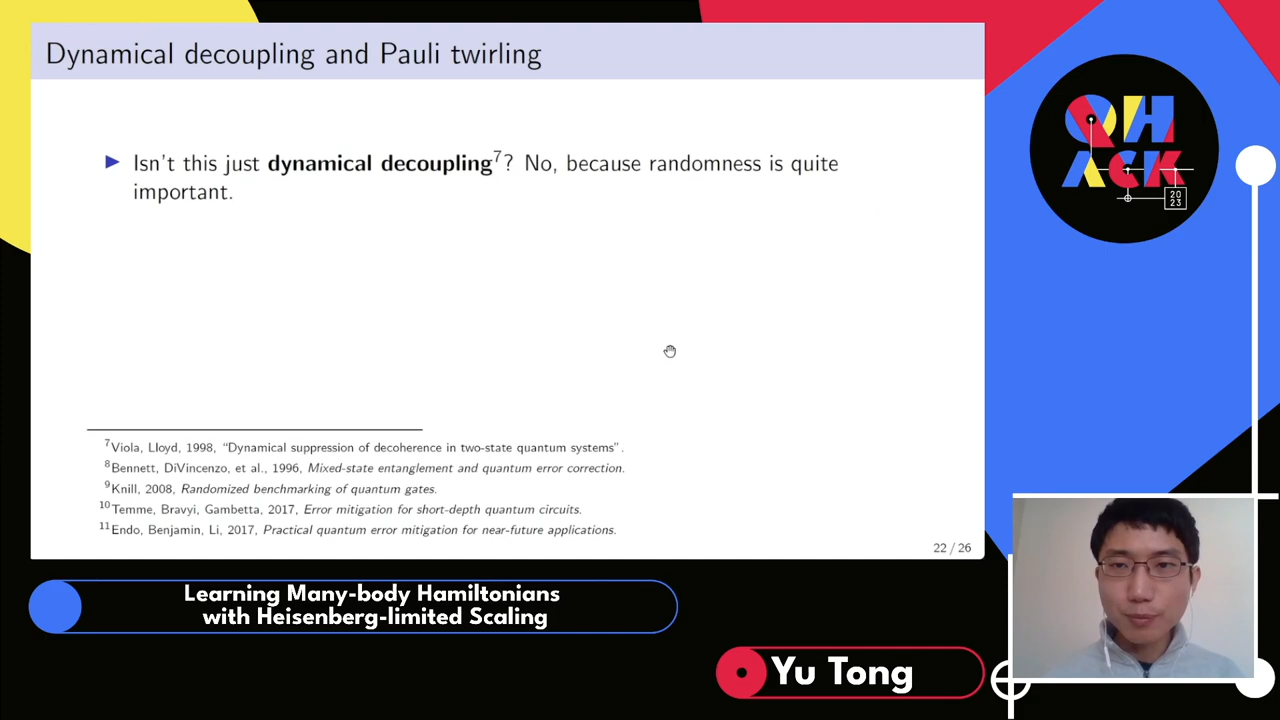 Dynamical decoupling and Pauli twirling
Isn't this just dynamical decoupling7? No, because randomness is quite
important.
7Viola, Lloyd, 1998, “Dynamical suppression of decoherence in two-state quantum systems”.
8Bennett, DiVincenzo, et al., 1996, Mixed-state entanglement and quantum error correction.
9Knill, 2008, Randomized benchmarking of quantum gates.
10Temme, Bravyi, Gambetta, 2017, Error mitigation for short-depth quantum circuits.
11Endo, Benjamin, Li, 2017, Practical quantum error mitigation for near-future applications.
22 / 26
QH
ACK
20
23
Learning Many-body Hamiltonians
with Heisenberg-limited Scaling
Yu Tong